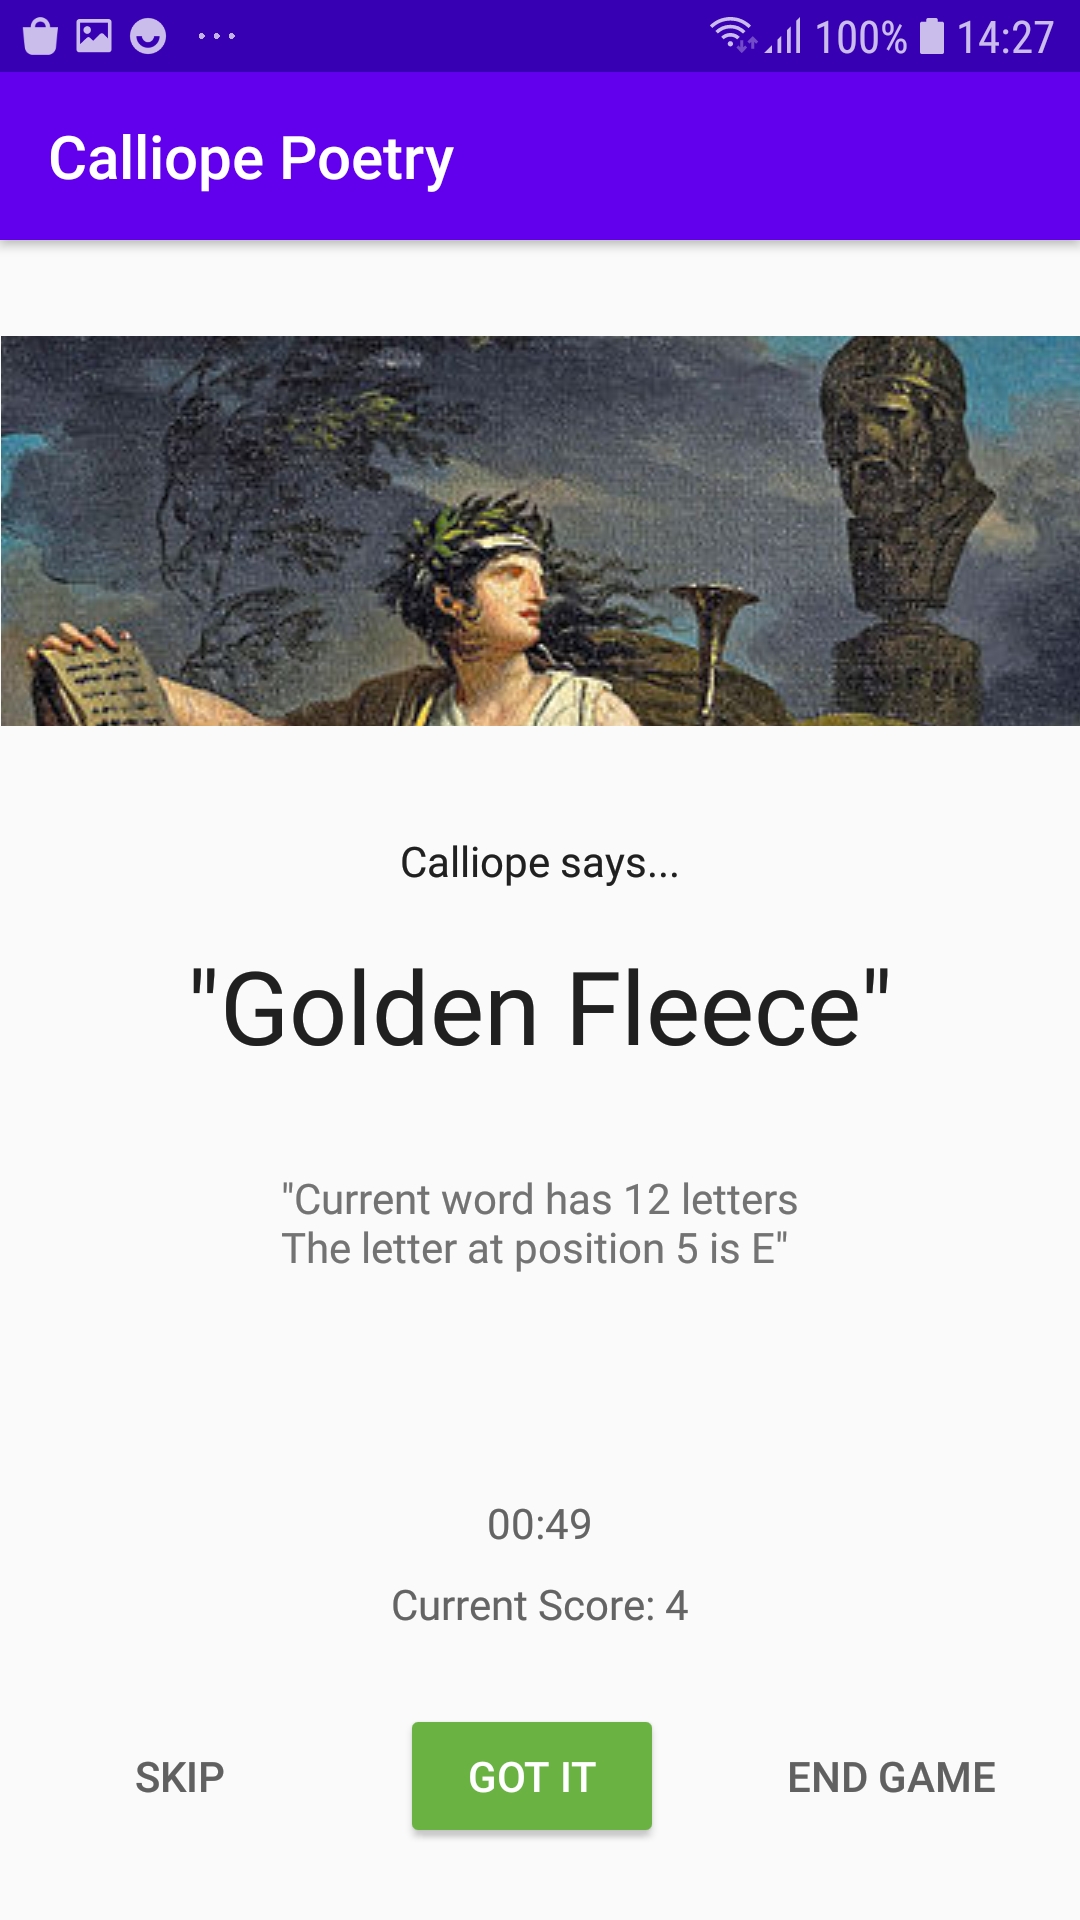 100% 14:27
Calliope Poetry
Calliope says...
"Golden Fleece"
"Current word has 12 letters
The letter at position 5 is E"
00:49
Current Score: 4
SKIP GOT IT END GAME